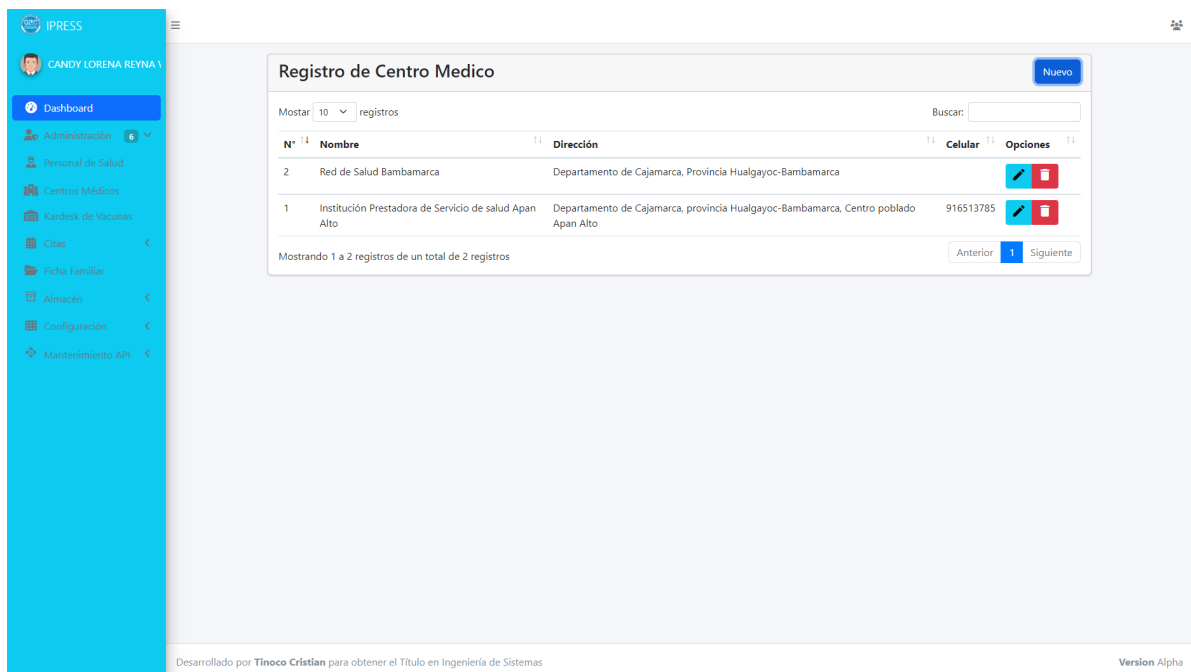 IPRESS
CANDY LORENA REYNA
Dashboard
Administración 6
Personal de Salud
Centros Médicos
Kardesk de Vacunas
Citas
Ficha Familiar
Almacén
Configuración
Mantenimiento API
Registro de Centro Medico
Nuevo
Mostar 10 registros
Buscar:
N° Nombre Dirección Celular Opciones
2 Red de Salud Bambamarca Departamento de Cajamarca, Provincia Hualgayoc-Bambamarca
1 Institución Prestadora de Servicio de salud Apan Departamento de Cajamarca, provincia Hualgayoc-Bambamarca, Centro poblado 916513785
Alto Apan Alto
Mostrando 1 a 2 registros de un total de 2 registros
Anterior 1 Siguiente
Desarrollado por Tinoco Cristian para obtener el Título en Ingeniería de Sistemas
Version Alpha